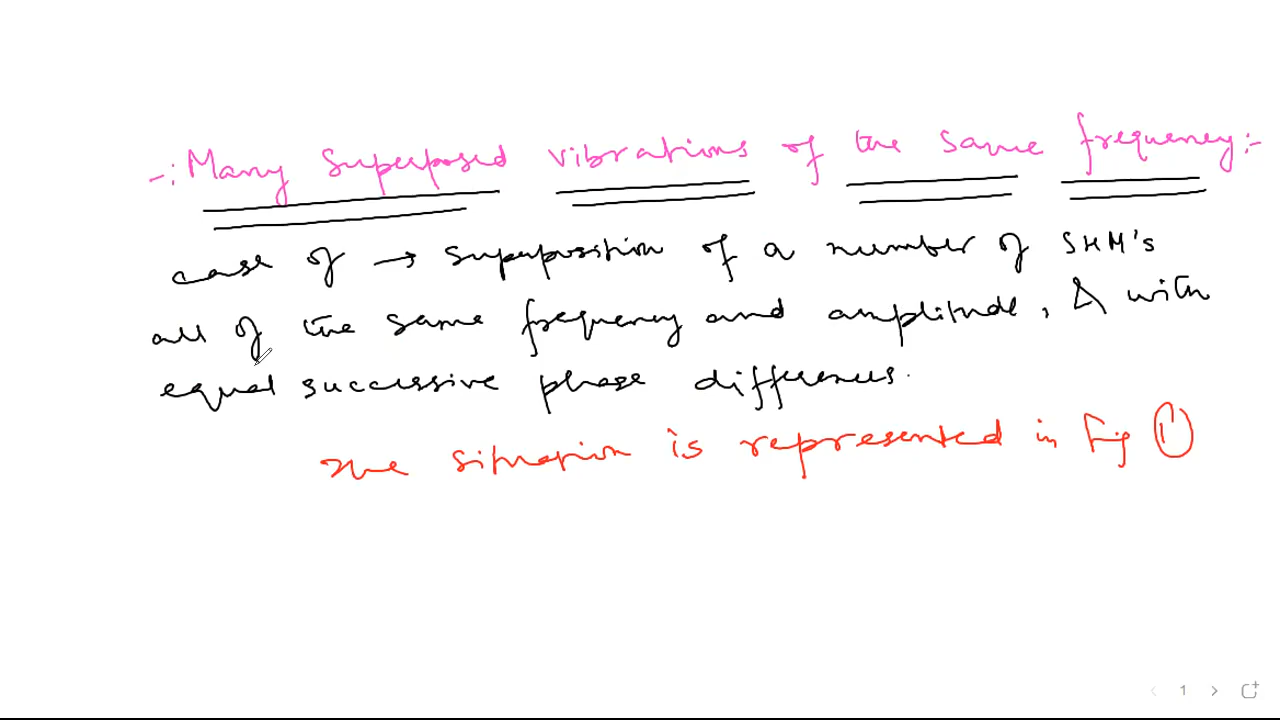 -: Many Superposed vibrations of the same frequency:-
case of → superposition of a number of SHM's
all of the same frequency and amplitude, & with
equal successive phase differences.
The situation is represented in Fig ①
1